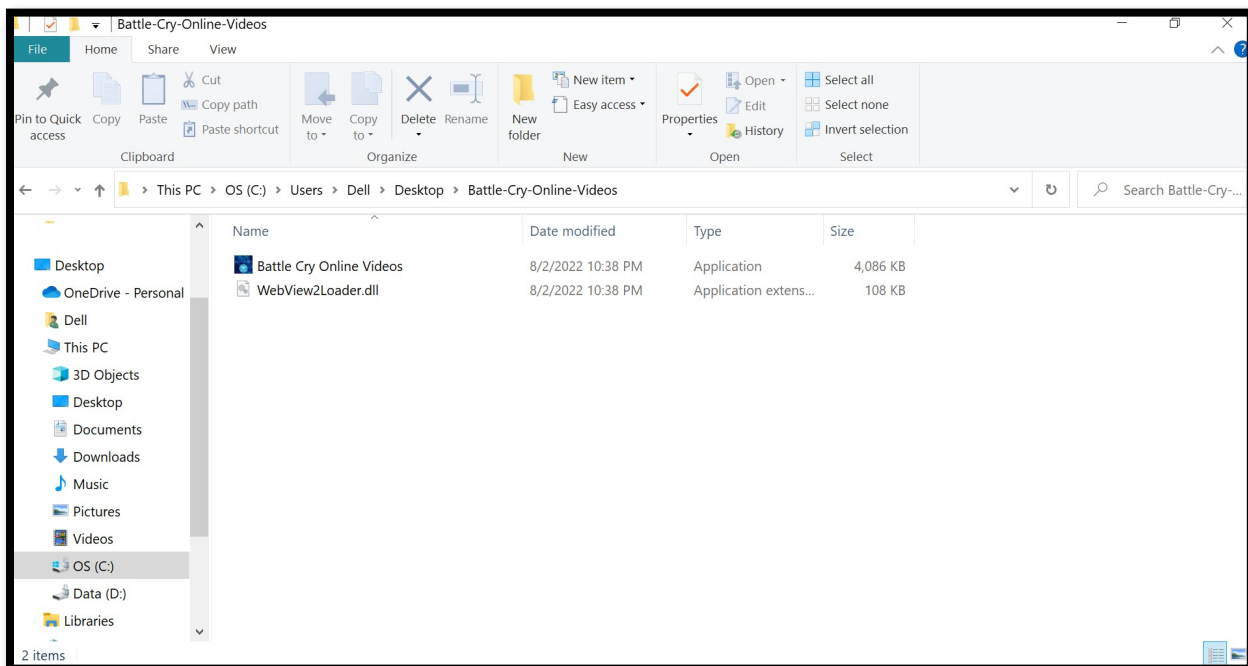 Battle-Cry-Online-Videos
File Home Share View
Pin to Quick access
Copy
Paste
Cut
Copy path
Paste shortcut
Clipboard
Move to
Copy to
Delete
Rename
Organize
New folder
New item
Easy access
New
Properties
Open
Edit
History
Open
Select all
Select none
Invert selection
Select
This PC > OS (C:) > Users > Dell > Desktop > Battle-Cry-Online-Videos
Search Battle-Cry-...
Name Date modified Type Size
Battle Cry Online Videos 8/2/2022 10:38 PM Application 4,086 KB
WebView2Loader.dll 8/2/2022 10:38 PM Application extens... 108 KB
Desktop
OneDrive - Personal
Dell
This PC
3D Objects
Desktop
Documents
Downloads
Music
Pictures
Videos
OS (C:)
Data (D:)
Libraries
2 items